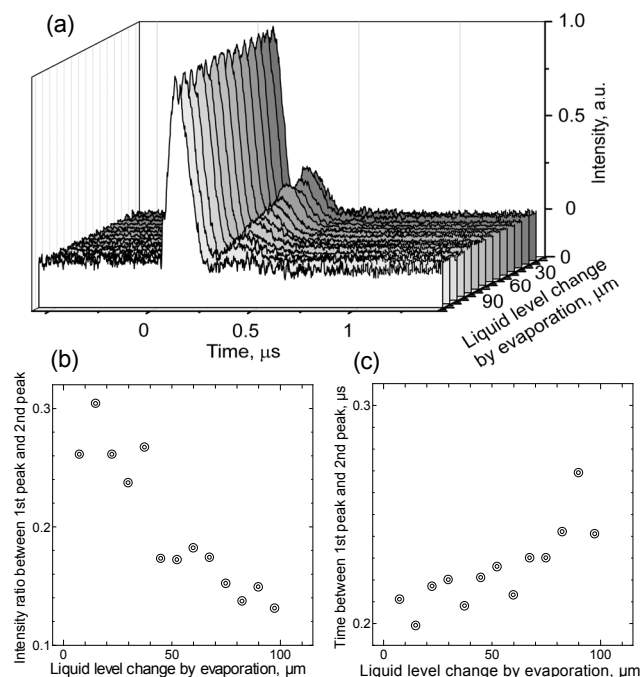 (a)
1.0
0.5
0
0
30
60
90
Intensity, a.u.
Liquid level change
by evaporation, μm
0
0.5
1
Time, μs
(b)
Intensity ratio between 1st peak and 2nd peak
0.3
0.2
0.1
0
50
100
Liquid level change by evaporation, μm
(c)
Time between 1st peak and 2nd peak, μs
0.3
0.2
0
50
100
Liquid level change by evaporation, μm